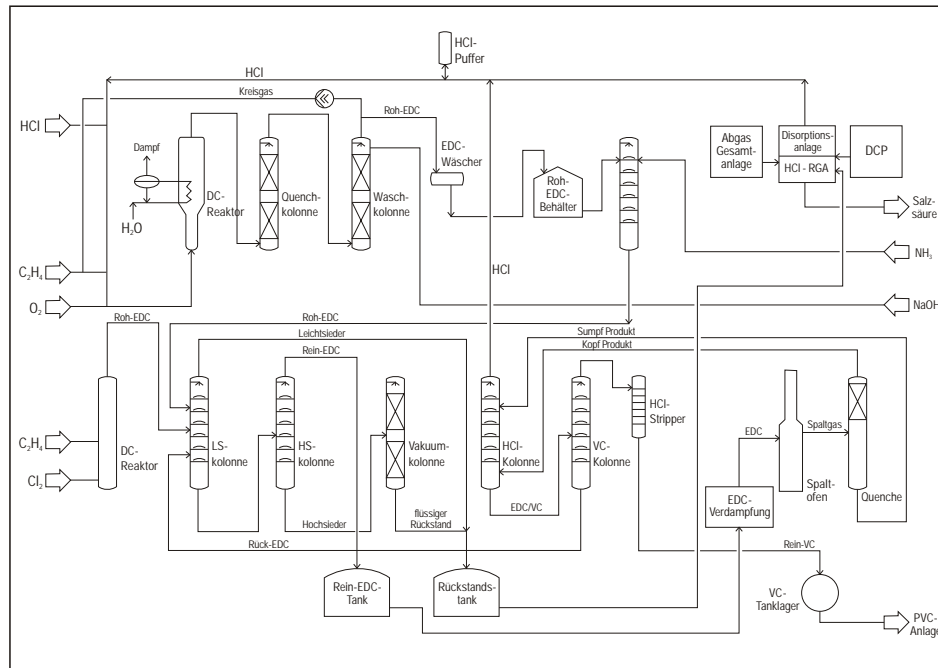 HCl-
Puffer
HCl
Kreisgas
Roh-EDC
HCl
Dampf
H₂O
DC-
Reaktor
Quench-
kolonne
Wasch-
kolonne
EDC-
Wäscher
Roh-
EDC-
Behälter
Abgas
Gesamt-
anlage
Disorptions-
anlage
HCl - RGA
DCP
Salz-
säure
NH₃
NaOH
C₂H₄
O₂
HCl
Roh-EDC
Roh-EDC
Leichtsieder
Rein-EDC
Sumpf Produkt
Kopf Produkt
C₂H₄
Cl₂
DC-
Reaktor
LS-
kolonne
HS-
kolonne
Vakuum-
kolonne
HCl-
Kolonne
VC-
Kolonne
HCl-
Stripper
EDC
Spaltgas
Spalt-
ofen
Quenche
EDC-
Verdampfung
Hochsieder
flüssiger
Rückstand
EDC/VC
Rück-EDC
Rein-VC
Rein-EDC-
Tank
Rückstands-
tank
VC-
Tanklager
PVC-
Anlage